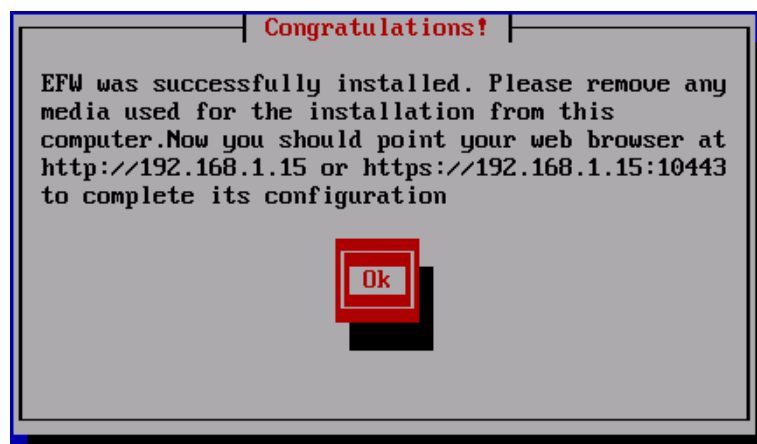 Congratulations!
EFW was successfully installed. Please remove any
media used for the installation from this
computer.Now you should point your web browser at
http://192.168.1.15 or https://192.168.1.15:10443
to complete its configuration
Ok